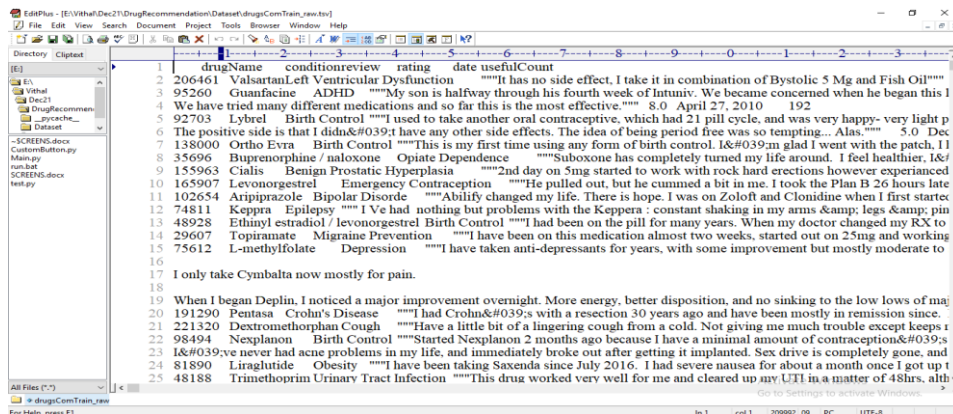 EditPlus - [E:\Vithal\Dec21\DrugRecommendation\Dataset\drugsComTrain_raw.tsv]
File Edit View Search Document Project Tools Browser Window Help
Directory Cliptext
[E:]
E:\
Vithal
Dec21
DrugRecommen
__pycache__
Dataset
~$CREENS.docx
CustomButton.py
Main.py
run.bat
SCREENS.docx
test.py
All Files (*.*)
----+----1----+----2----+----3----+----4----+----5----+----6----+----7----+----8----+----9----+----0----+----1----+----2----+----3----+--
1 drugName conditionreview rating date usefulCount
2 206461 ValsartanLeft Ventricular Dysfunction """It has no side effect, I take it in combination of Bystolic 5 Mg and Fish Oil"""
3 95260 Guanfacine ADHD """My son is halfway through his fourth week of Intuniv. We became concerned when he began this l
4 We have tried many different medications and so far this is the most effective.""" 8.0 April 27, 2010 192
5 92703 Lybrel Birth Control """I used to take another oral contraceptive, which had 21 pill cycle, and was very happy- very light p
6 The positive side is that I didn&#039;t have any other side effects. The idea of being period free was so tempting... Alas.""" 5.0 Dec
7 138000 Ortho Evra Birth Control """This is my first time using any form of birth control. I&#039;m glad I went with the patch, I l
8 35696 Buprenorphine / naloxone Opiate Dependence """Suboxone has completely turned my life around. I feel healthier, I&#
9 155963 Cialis Benign Prostatic Hyperplasia """2nd day on 5mg started to work with rock hard erections however experianced
10 165907 Levonorgestrel Emergency Contraception """He pulled out, but he cummed a bit in me. I took the Plan B 26 hours late
11 102654 Aripiprazole Bipolar Disorde """Abilify changed my life. There is hope. I was on Zoloft and Clonidine when I first started
12 74811 Keppra Epilepsy """ I Ve had nothing but problems with the Keppera : constant shaking in my arms &amp; legs &amp; pin
13 48928 Ethinyl estradiol / levonorgestrel Birth Control """I had been on the pill for many years. When my doctor changed my RX to
14 29607 Topiramate Migraine Prevention """I have been on this medication almost two weeks, started out on 25mg and working
15 75612 L-methylfolate Depression """I have taken anti-depressants for years, with some improvement but mostly moderate to
16
17 I only take Cymbalta now mostly for pain.
18
19 When I began Deplin, I noticed a major improvement overnight. More energy, better disposition, and no sinking to the low lows of maj
20 191290 Pentasa Crohn's Disease """I had Crohn&#039;s with a resection 30 years ago and have been mostly in remission since.
21 221320 Dextromethorphan Cough """Have a little bit of a lingering cough from a cold. Not giving me much trouble except keeps r
22 98494 Nexplanon Birth Control """Started Nexplanon 2 months ago because I have a minimal amount of contraception&#039;s
23 I&#039;ve never had acne problems in my life, and immediately broke out after getting it implanted. Sex drive is completely gone, and
24 81890 Liraglutide Obesity """I have been taking Saxenda since July 2016. I had severe nausea for about a month once I got up t
25 48188 Trimethoprim Urinary Tract Infection """This drug worked very well for me and cleared up my UTI in a matter of 48hrs, alth
Go to Settings to activate Windows.
drugsComTrain_raw
For Help, press F1 ln 1 col 1 209992 09 PC UTF-8